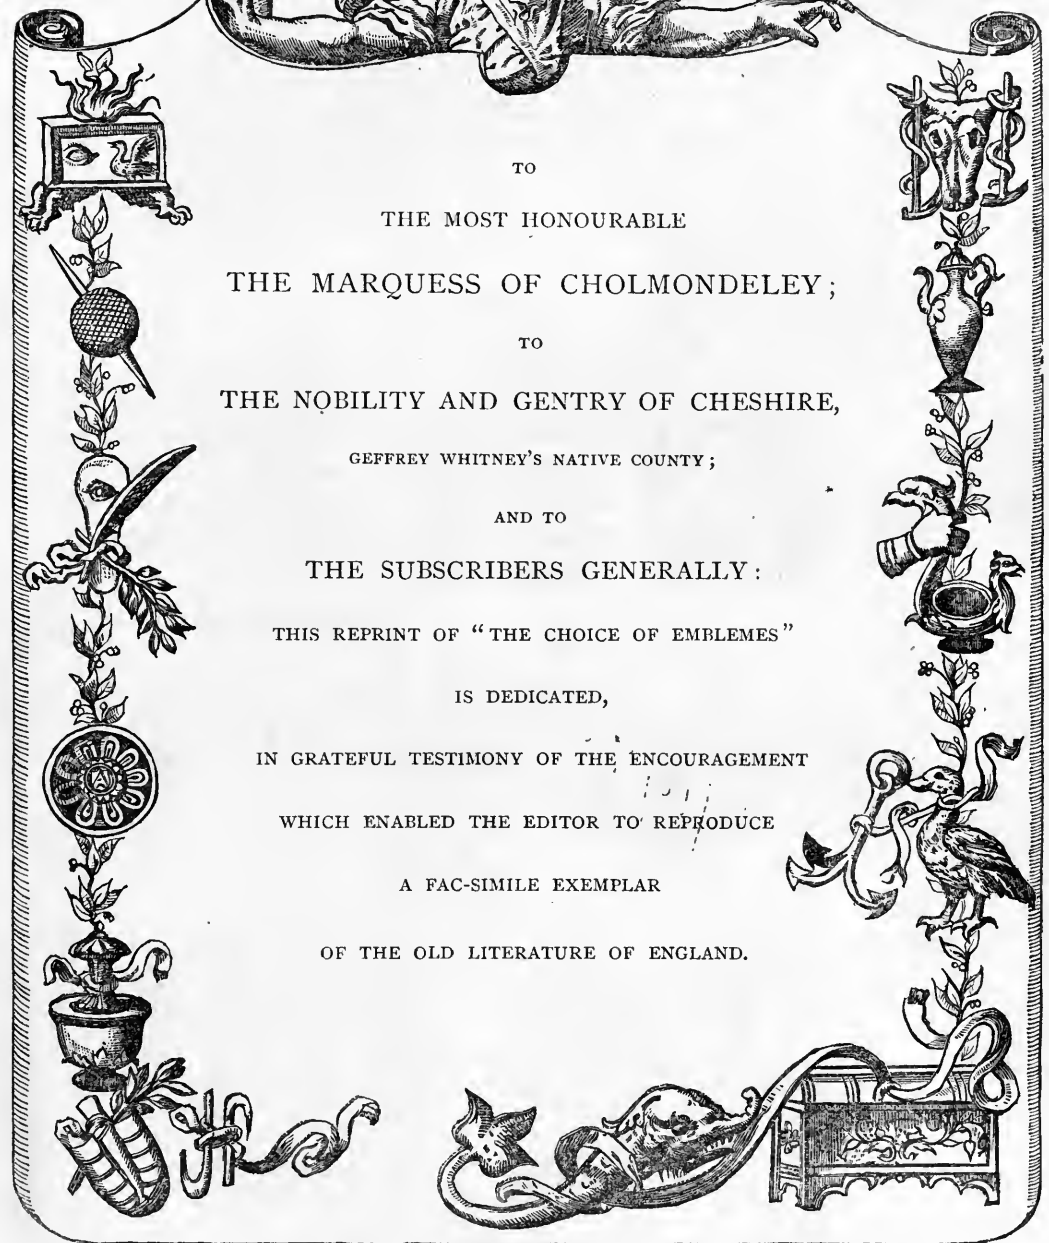 TO
THE MOST HONOURABLE
THE MARQUESS OF CHOLMONDELEY;
TO
THE NOBILITY AND GENTRY OF CHESHIRE,
GEFFREY WHITNEY'S NATIVE COUNTY;
AND TO
THE SUBSCRIBERS GENERALLY:
THIS REPRINT OF "THE CHOICE OF EMBLEMES"
IS DEDICATED,
IN GRATEFUL TESTIMONY OF THE ENCOURAGEMENT
WHICH ENABLED THE EDITOR TO REPRODUCE
A FAC-SIMILE EXEMPLAR
OF THE OLD LITERATURE OF ENGLAND.